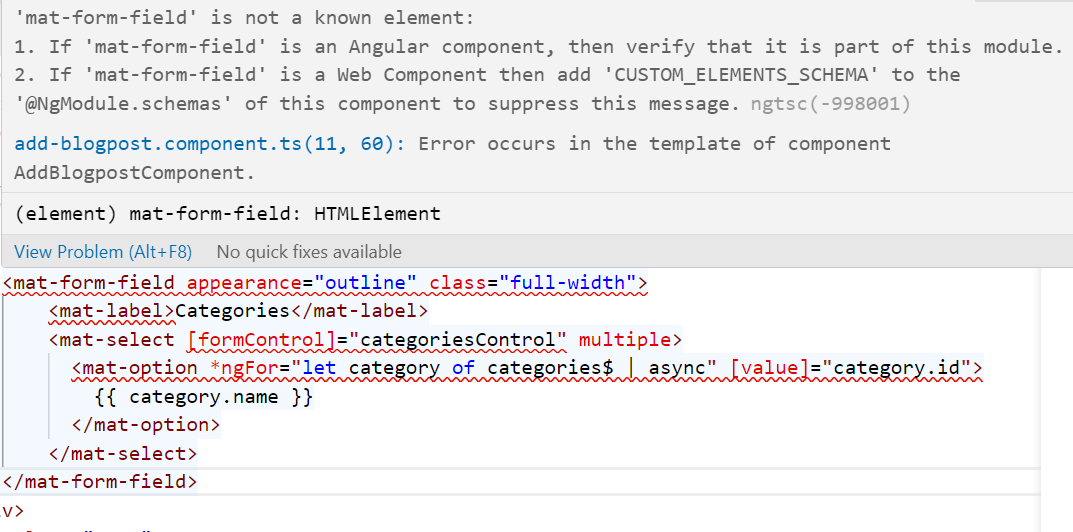 'mat-form-field' is not a known element:
1. If 'mat-form-field' is an Angular component, then verify that it is part of this module.
2. If 'mat-form-field' is a Web Component then add 'CUSTOM_ELEMENTS_SCHEMA' to the
'@NgModule.schemas' of this component to suppress this message. ngtsc(-998001)
add-blogpost.component.ts(11, 60): Error occurs in the template of component
AddBlogpostComponent.
(element) mat-form-field: HTMLElement
View Problem (Alt+F8) No quick fixes available
<mat-form-field appearance="outline" class="full-width">
<mat-label>Categories</mat-label>
<mat-select [formControl]="categoriesControl" multiple>
<mat-option *ngFor="let category of categories$ | async" [value]="category.id">
{{ category.name }}
</mat-option>
</mat-select>
</mat-form-field>
v>